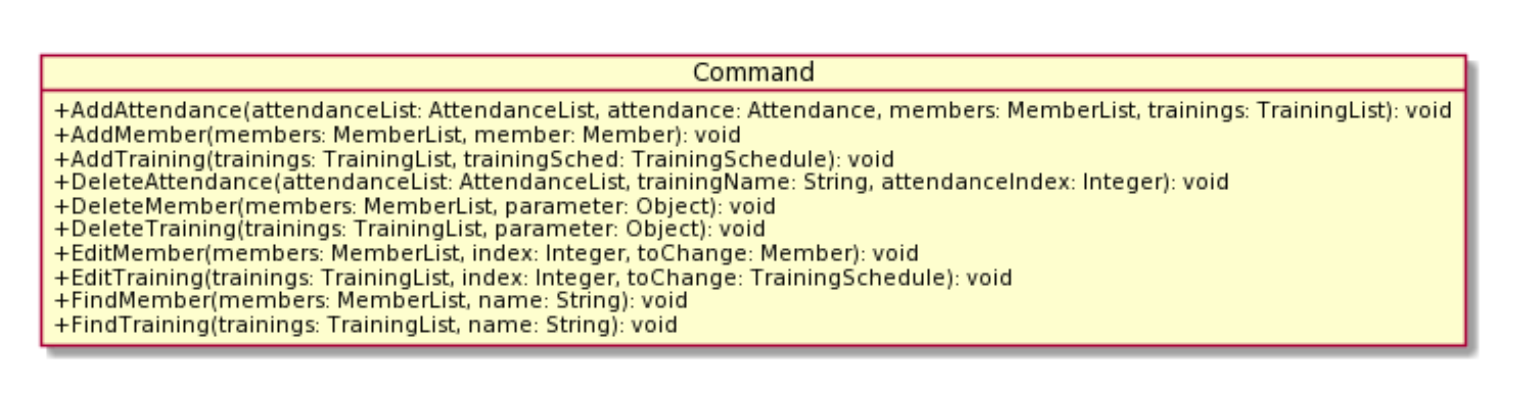 Command
+AddAttendance(attendanceList: AttendanceList, attendance: Attendance, members: MemberList, trainings: TrainingList): void
+AddMember(members: MemberList, member: Member): void
+AddTraining(trainings: TrainingList, trainingSched: TrainingSchedule): void
+DeleteAttendance(attendanceList: AttendanceList, trainingName: String, attendanceIndex: Integer): void
+DeleteMember(members: MemberList, parameter: Object): void
+DeleteTraining(trainings: TrainingList, parameter: Object): void
+EditMember(members: MemberList, index: Integer, toChange: Member): void
+EditTraining(trainings: TrainingList, index: Integer, toChange: TrainingSchedule): void
+FindMember(members: MemberList, name: String): void
+FindTraining(trainings: TrainingList, name: String): void